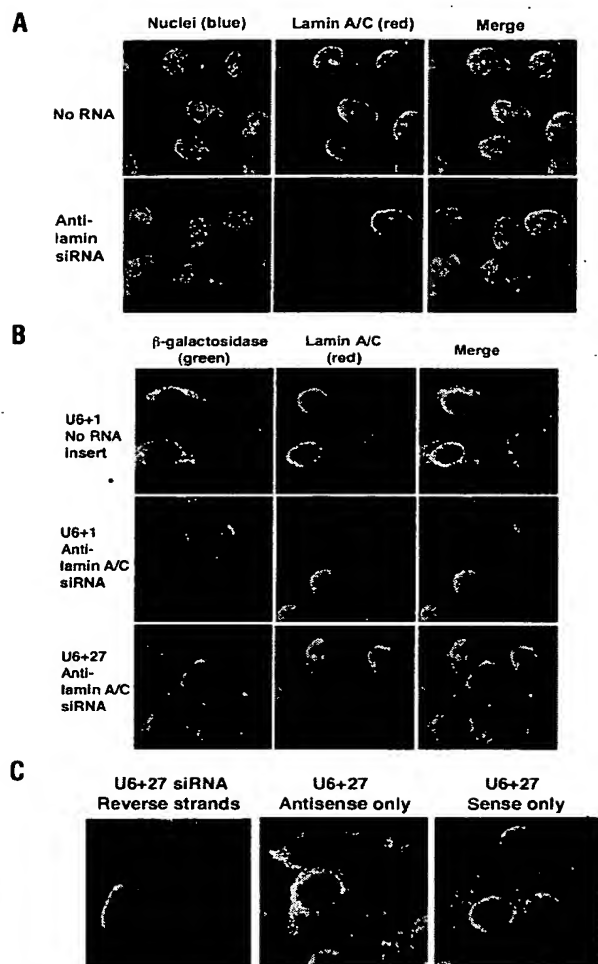 A
Nuclei (blue) Lamin A/C (red) Merge
No RNA
Anti-
lamin
siRNA
B
β-galactosidase
(green)
Lamin A/C
(red)
Merge
U6+1
No RNA
insert
U6+1
Anti-
lamin A/C
siRNA
U6+27
Anti-
lamin A/C
siRNA
C
U6+27 siRNA
Reverse strands
U6+27
Antisense only
U6+27
Sense only